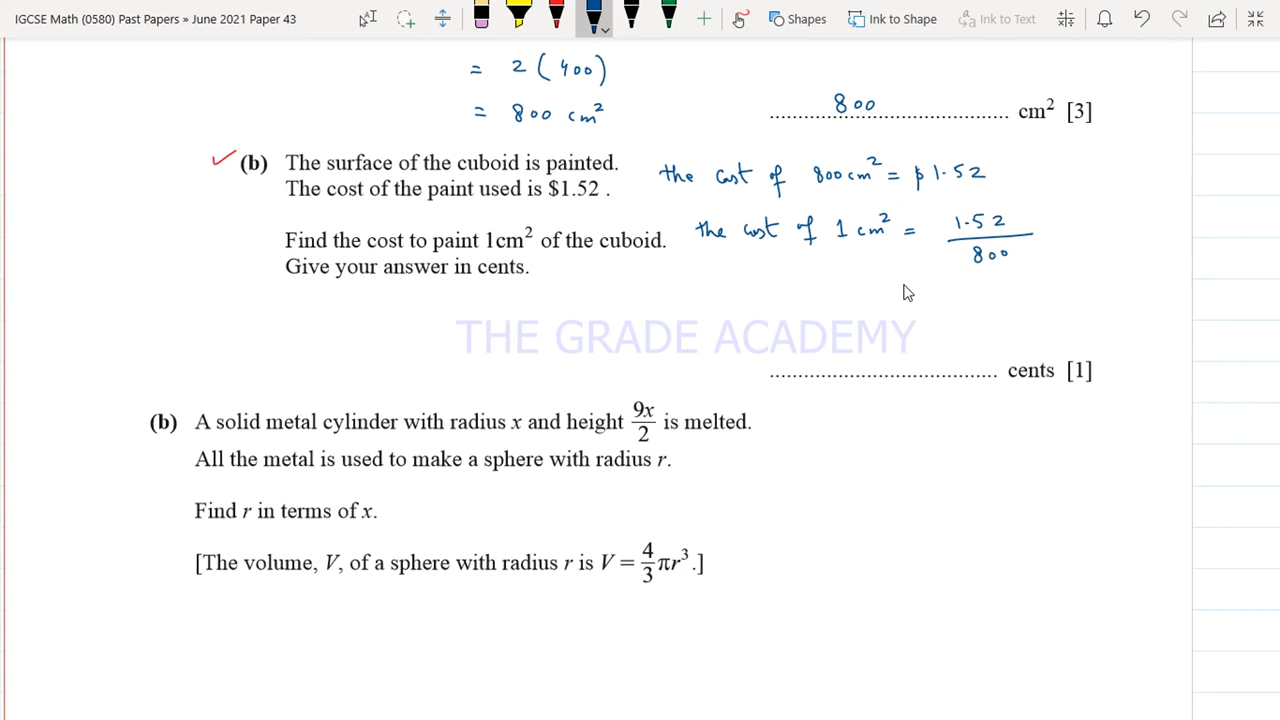 IGCSE Math (0580) Past Papers » June 2021 Paper 43
Shapes
Ink to Shape
Ink to Text
= 2 (400)
= 800 cm²
800
........................................ cm² [3]
(b) The surface of the cuboid is painted.
The cost of the paint used is $1.52 .
the cost of 800cm² = $1.52
Find the cost to paint 1cm² of the cuboid.
the cost of 1 cm² = 1.52/800
Give your answer in cents.
THE GRADE ACADEMY
........................................ cents [1]
(b) A solid metal cylinder with radius x and height 9x/2 is melted.
All the metal is used to make a sphere with radius r.
Find r in terms of x.
[The volume, V, of a sphere with radius r is V = 4/3 πr³.]